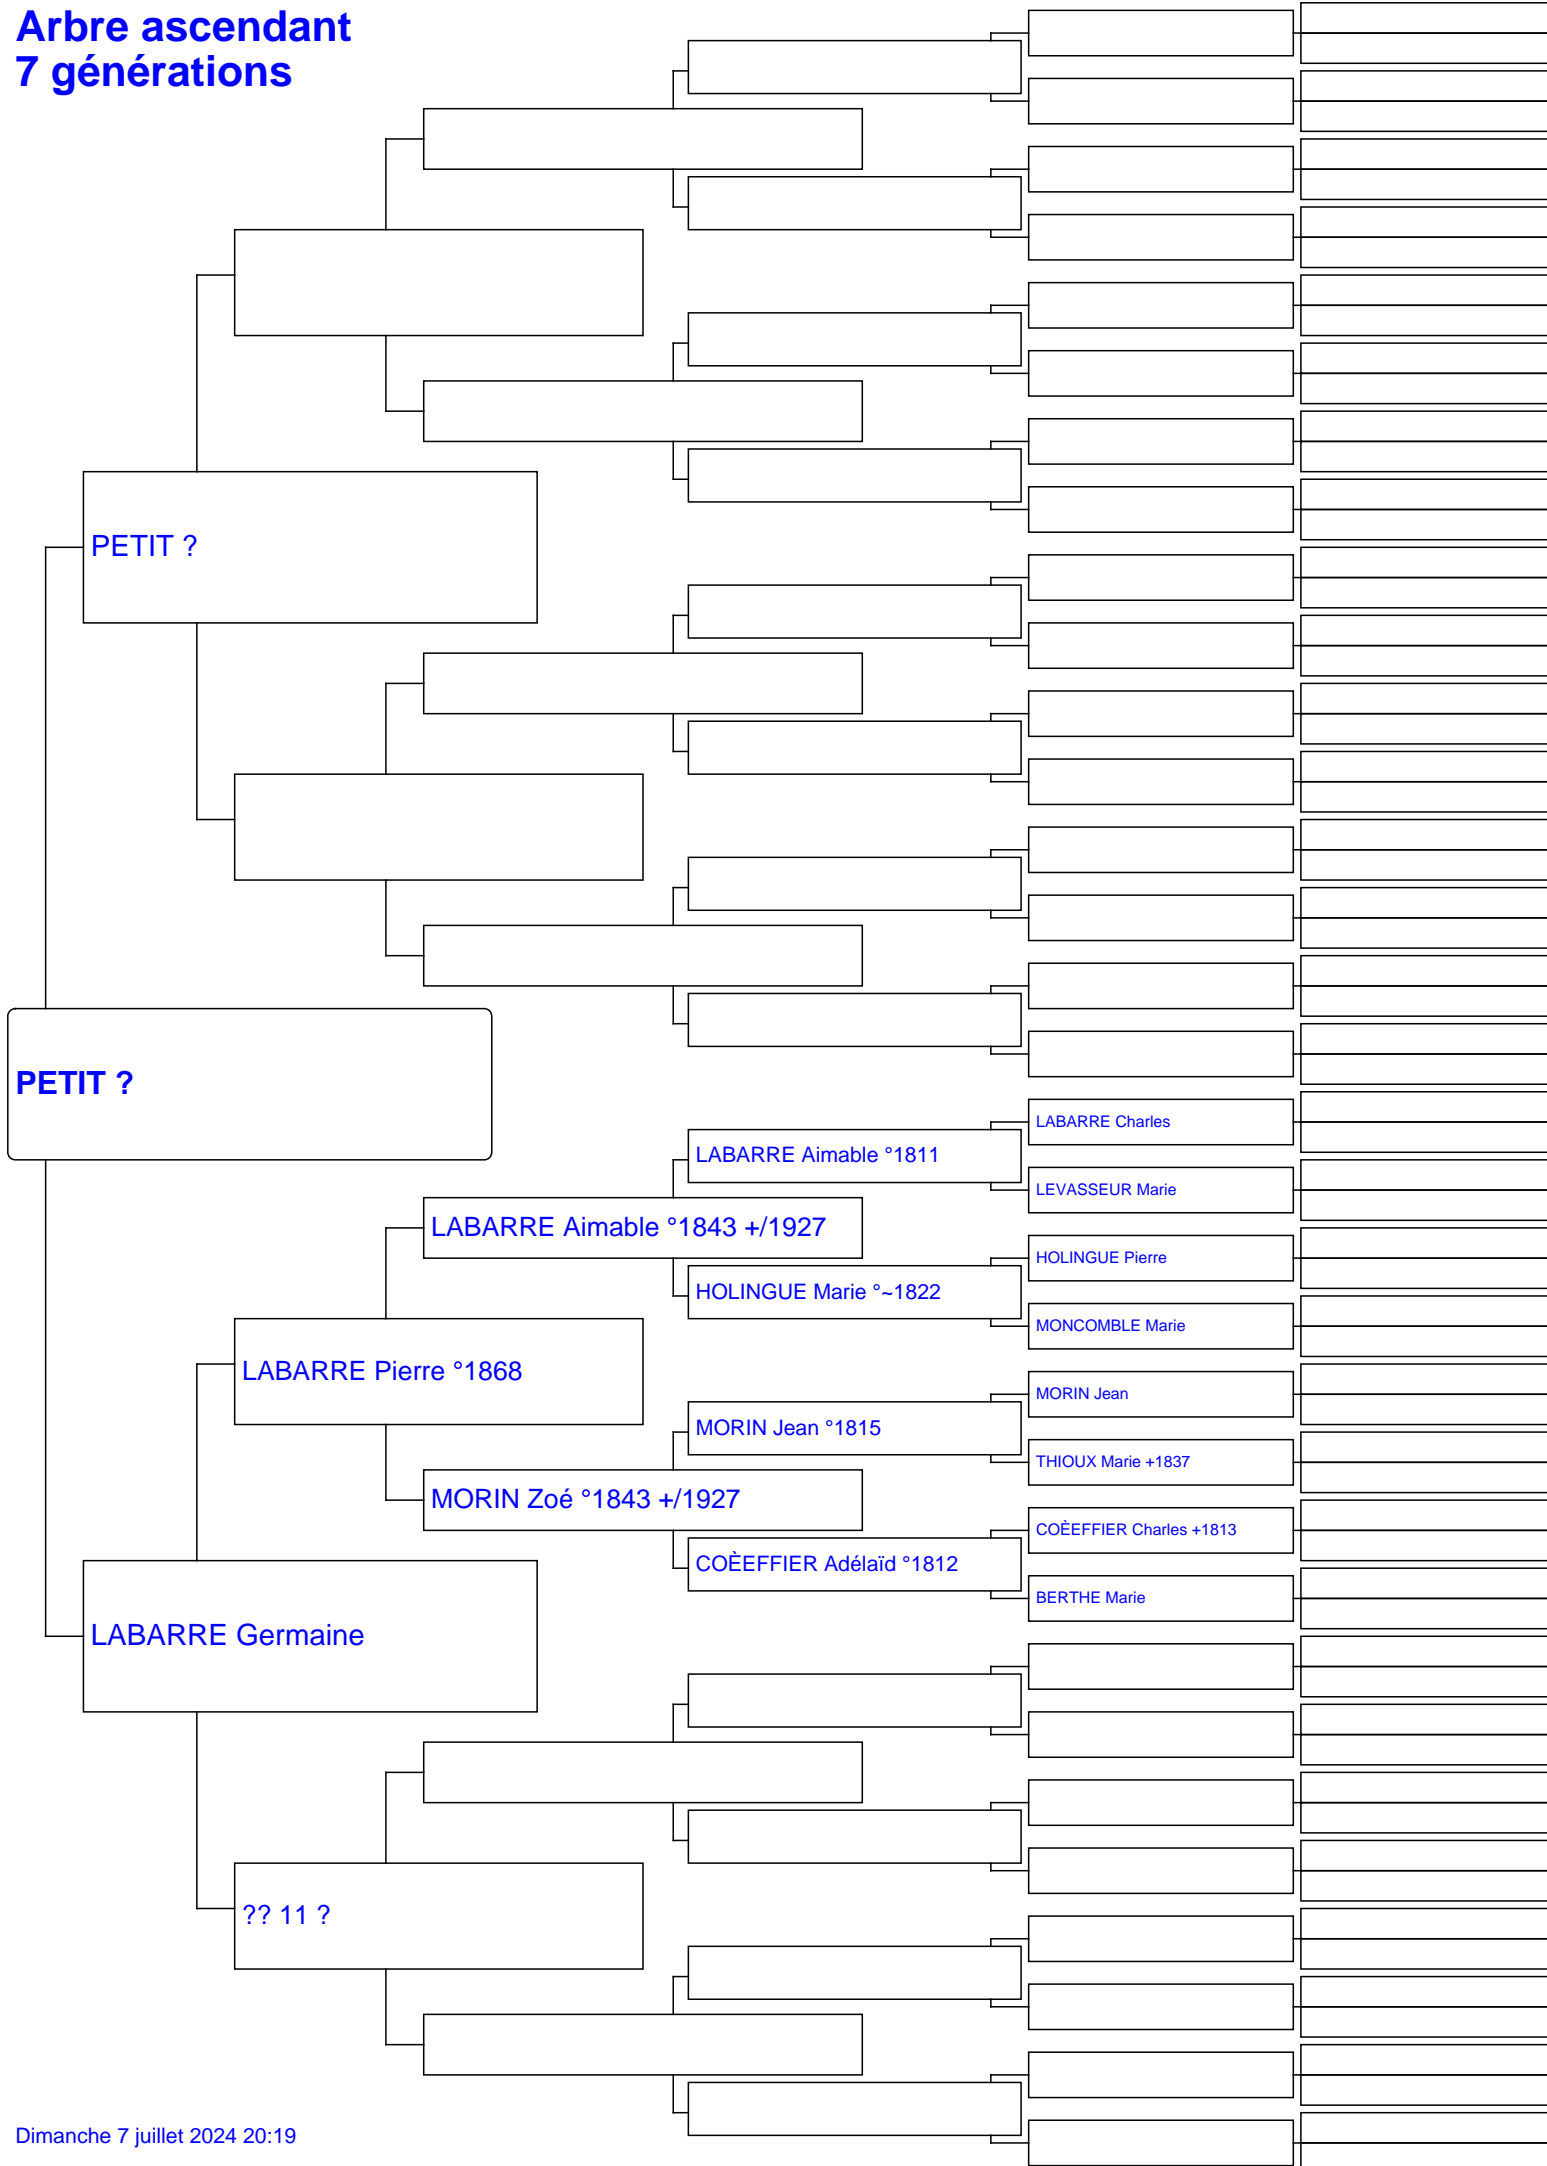 Arbre ascendant
7 générations
PETIT ?
PETIT ?
LABARRE Charles
LABARRE Aimable °1811
LEVASSEUR Marie
LABARRE Aimable °1843 +/1927
HOLINGUE Pierre
HOLINGUE Marie °~1822
MONCOMBLE Marie
LABARRE Pierre °1868
MORIN Jean
MORIN Jean °1815
THIOUX Marie +1837
MORIN Zoé °1843 +/1927
COÈEFFIER Charles +1813
COÈEFFIER Adélaïd °1812
BERTHE Marie
LABARRE Germaine
?? 11 ?
Dimanche 7 juillet 2024 20:19